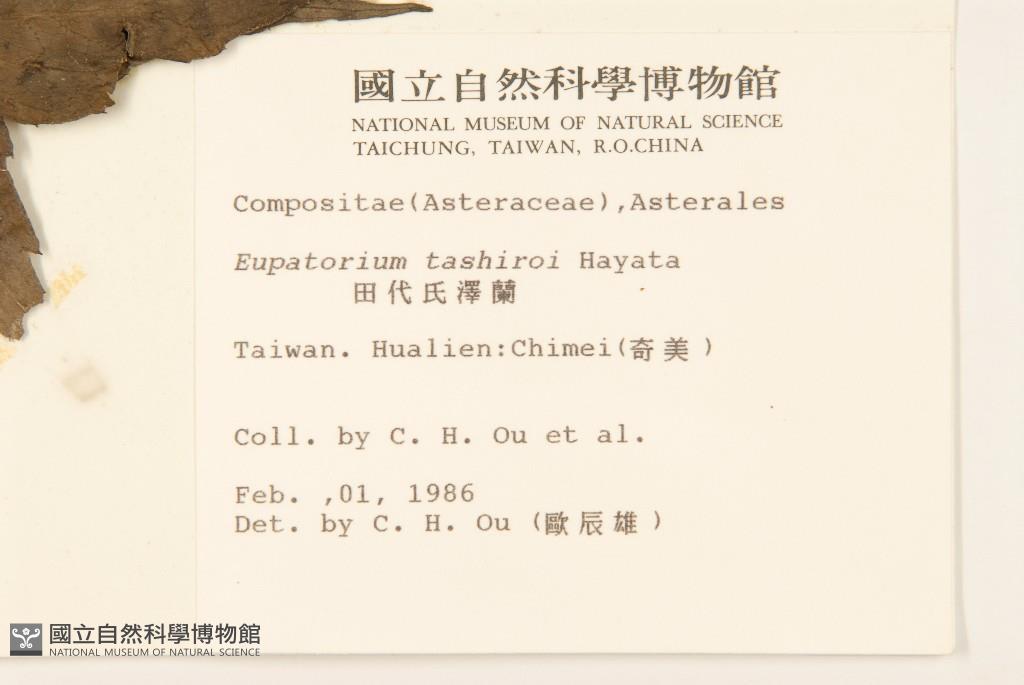 國立自然科學博物館
NATIONAL MUSEUM OF NATURAL SCIENCE
TAICHUNG, TAIWAN, R.O.CHINA
Compositae(Asteraceae),Asterales
Eupatorium tashiroi Hayata
田代氏澤蘭
Taiwan. Hualien:Chimei(奇美)
Coll. by C. H. Ou et al.
Feb. ,01, 1986
Det. by C. H. Ou (歐辰雄)
國立自然科學博物館
NATIONAL MUSEUM OF NATURAL SCIENCE